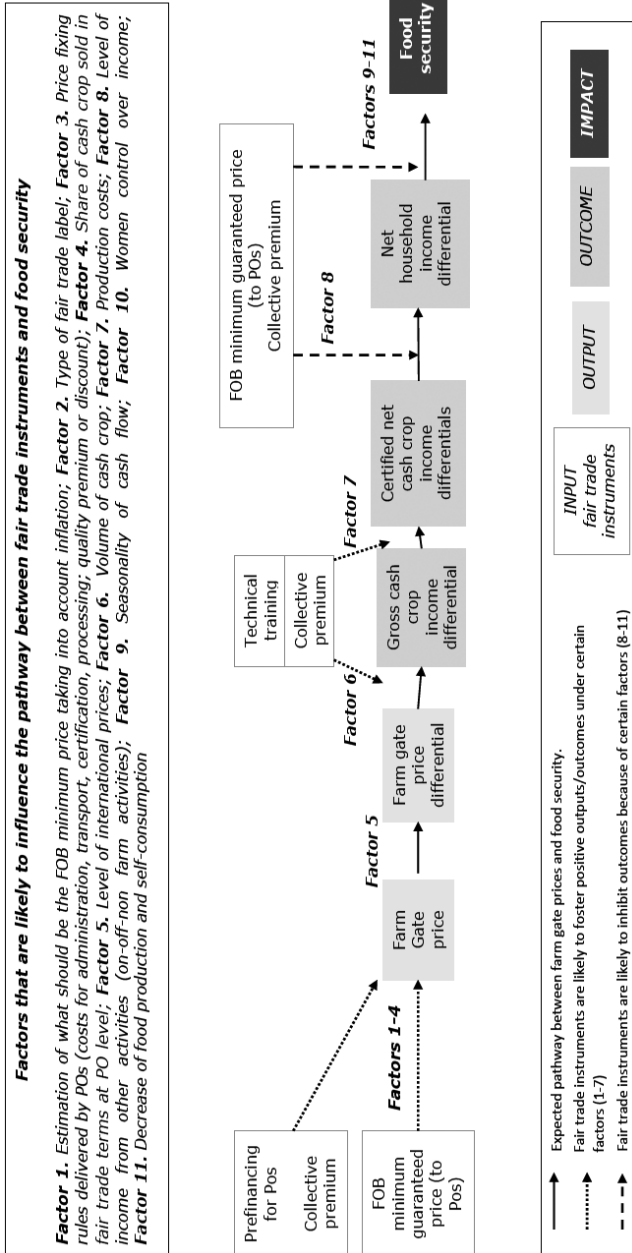 Factors that are likely to influence the pathway between fair trade instruments and food security
Factor 1. Estimation of what should be the FOB minimum price taking into account inflation; Factor 2. Type of fair trade label; Factor 3. Price fixing
rules delivered by POs (costs for administration, transport, certification, processing; quality premium or discount); Factor 4. Share of cash crop sold in
fair trade terms at PO level; Factor 5. Level of international prices; Factor 6. Volume of cash crop; Factor 7. Production costs; Factor 8. Level of
income from other activities (on-off-non farm activities); Factor 9. Seasonality of cash flow; Factor 10. Women control over income;
Factor 11. Decrease of food production and self-consumption
Prefinancing
for Pos
Collective
premium
FOB
minimum
guaranteed
price (to
Pos)
Factors 1-4
Farm
Gate
price
Factor 5
Farm gate
price
differential
Factor 6
Technical
training
Collective
premium
Factor 7
Gross cash
crop
income
differential
Certified net
cash crop
income
differentials
FOB minimum guaranteed price
(to POs)
Collective premium
Factor 8
Net
household
income
differential
Factors 9-11
Food
security
Expected pathway between farm gate prices and food security.
Fair trade instruments are likely to foster positive outputs/outcomes under certain
factors (1-7)
Fair trade instruments are likely to inhibit outcomes because of certain factors (8-11)
INPUT
fair trade
instruments
OUTPUT
OUTCOME
IMPACT